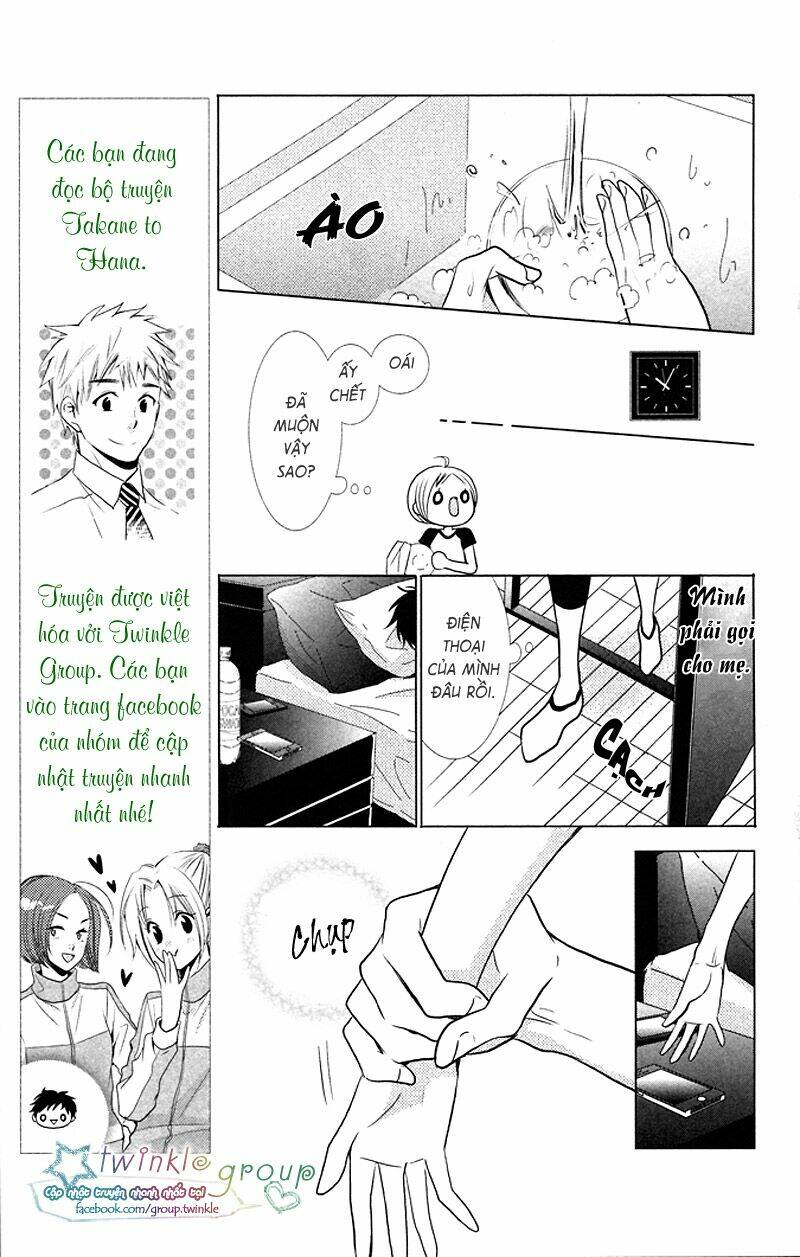 Các bạn đang
đọc bộ truyện
Takane to
Hana.
Truyện được việt
hóa với Twinkle
Group. Các bạn
vào trang facebook
của nhóm để cập
nhật truyện nhanh
nhất nhé!
ÀO
OÁI
ẤY
CHẾT
ĐÃ
MUỘN
VẬY
SAO?
Mình
phải gọi
cho mẹ.
ĐIỆN
THOẠI
CỦA MÌNH
ĐÂU RỒI.
CẠCH
CHỤP
twinkle group
Cập nhật truyện nhanh nhất tại
facebook.com/group.twinkle